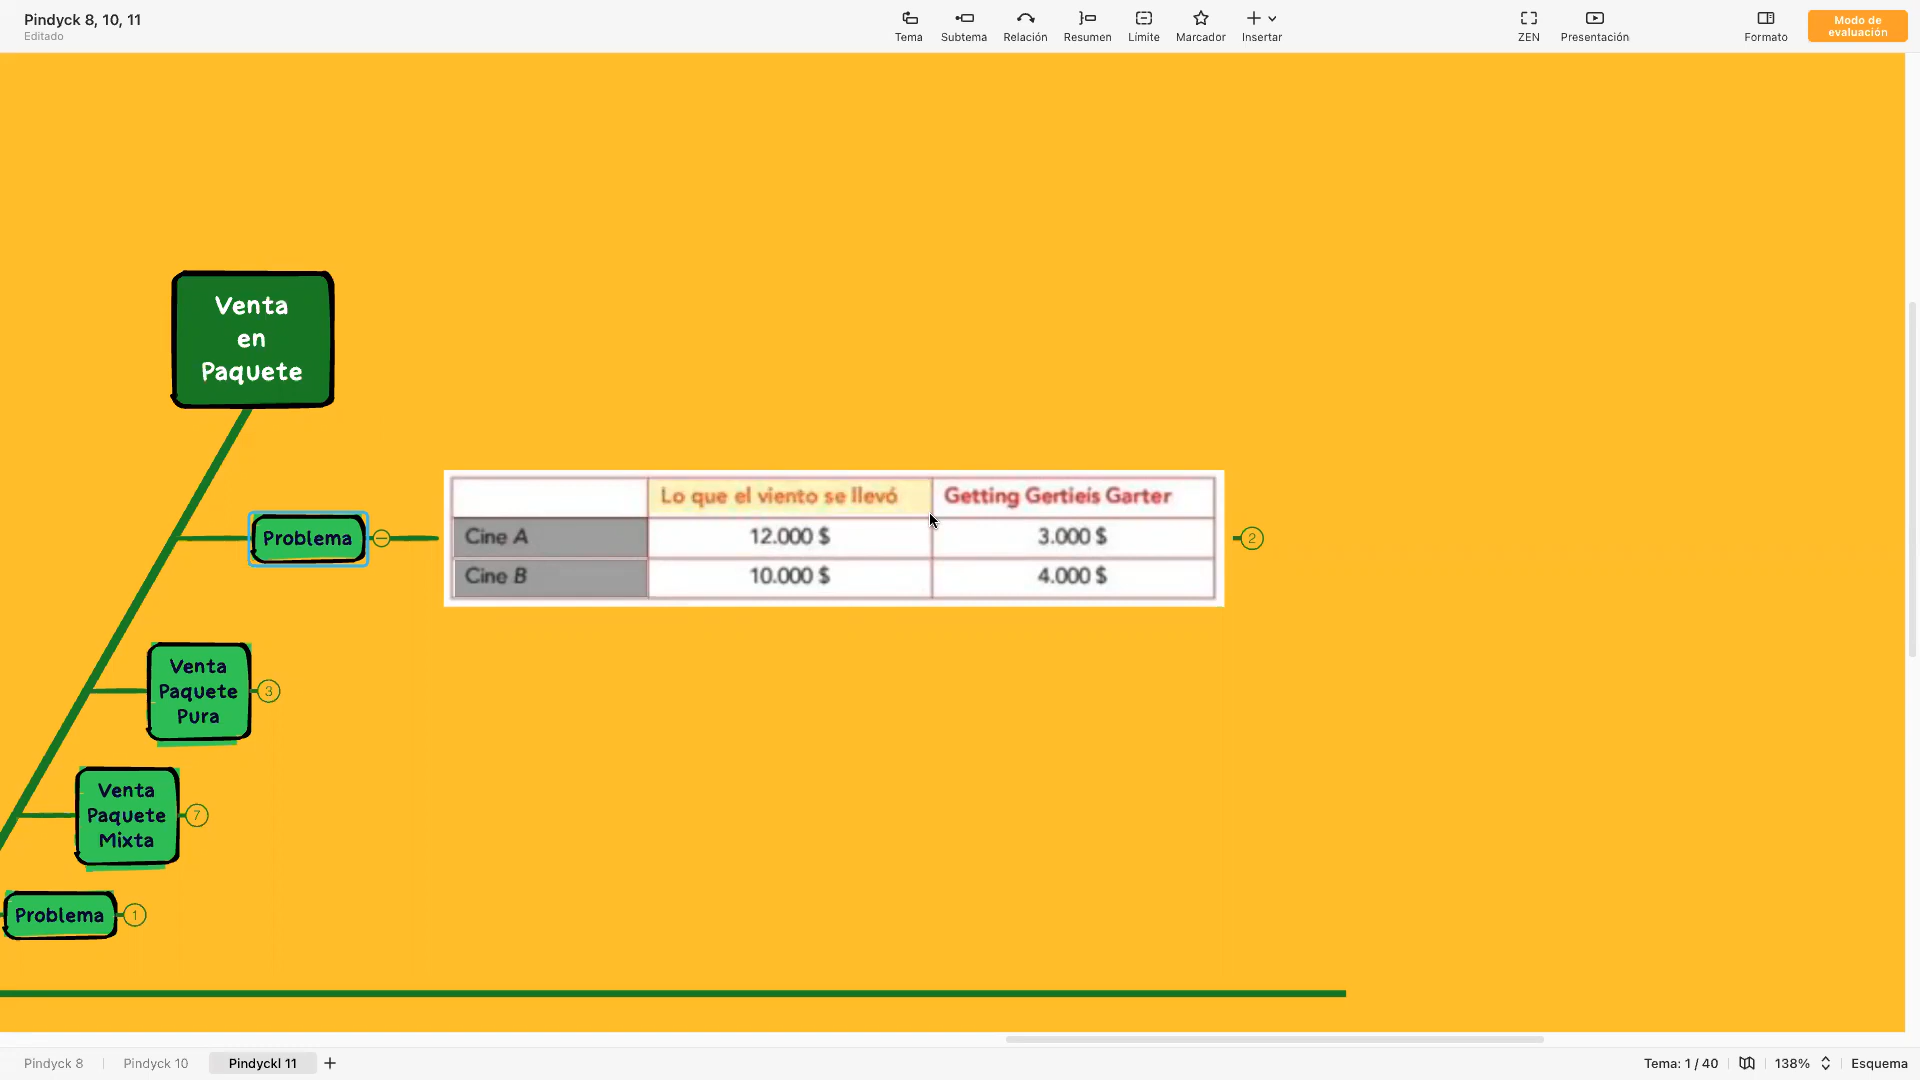 Pindyck 8, 10, 11
Editado
Tema
Subtema
Relación
Resumen
Límite
Marcador
Insertar
ZEN
Presentación
Formato
Modo de
evaluación
Venta
en
Paquete
Problema
Lo que el viento se llevó Getting Gertieis Garter
Cine A 12.000 $ 3.000 $
Cine B 10.000 $ 4.000 $
2
Venta
Paquete
Pura
3
Venta
Paquete
Mixta
7
Problema
1
Pindyck 8
Pindyck 10
Pindyckl 11
Tema: 1 / 40
138%
Esquema